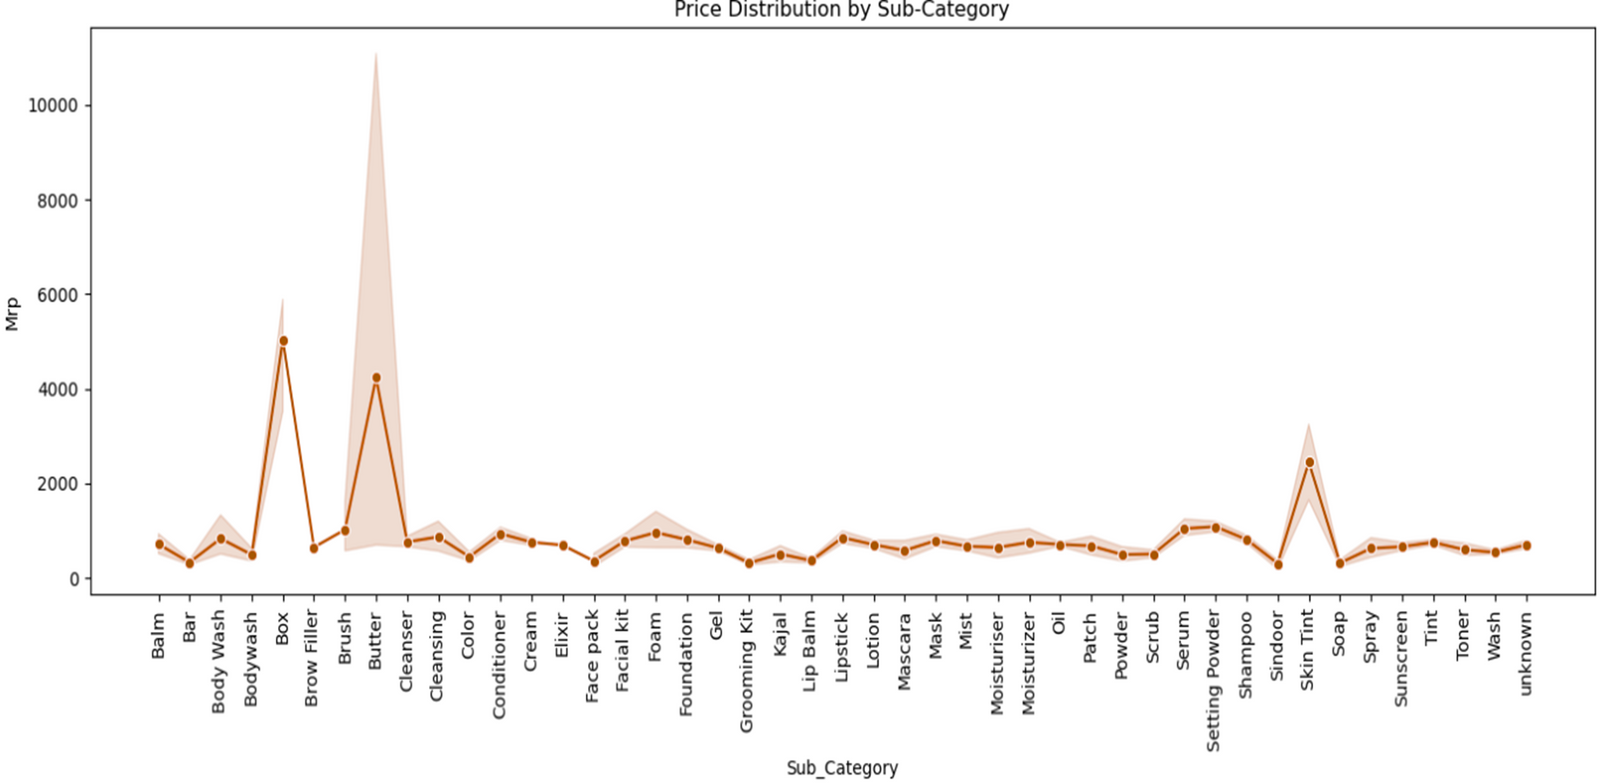 Price Distribution by Sub-Category
10000
8000
6000
4000
2000
0
Mrp
Balm
Bar
Body Wash
Bodywash
Box
Brow Filler
Brush
Butter
Cleanser
Cleansing
Color
Conditioner
Cream
Elixir
Face pack
Facial kit
Foam
Foundation
Gel
Grooming Kit
Kajal
Lip Balm
Lipstick
Lotion
Mascara
Mask
Mist
Moisturiser
Moisturizer
Oil
Patch
Powder
Scrub
Serum
Setting Powder
Shampoo
Sindoor
Skin Tint
Soap
Spray
Sunscreen
Tint
Toner
Wash
unknown
Sub_Category